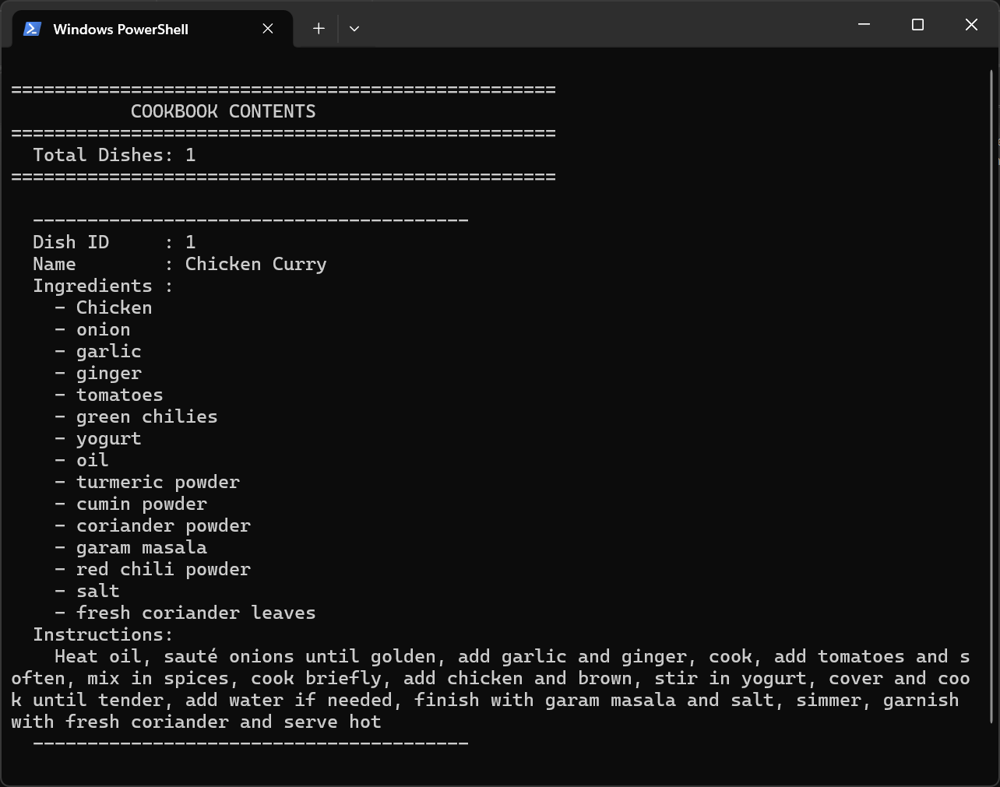 Windows PowerShell
==================================================
COOKBOOK CONTENTS
==================================================
Total Dishes: 1
==================================================
----------------------------------------
Dish ID     : 1
Name        : Chicken Curry
Ingredients :
- Chicken
- onion
- garlic
- ginger
- tomatoes
- green chilies
- yogurt
- oil
- turmeric powder
- cumin powder
- coriander powder
- garam masala
- red chili powder
- salt
- fresh coriander leaves
Instructions:
Heat oil, sauté onions until golden, add garlic and ginger, cook, add tomatoes and s
often, mix in spices, cook briefly, add chicken and brown, stir in yogurt, cover and coo
k until tender, add water if needed, finish with garam masala and salt, simmer, garnish
with fresh coriander and serve hot
----------------------------------------